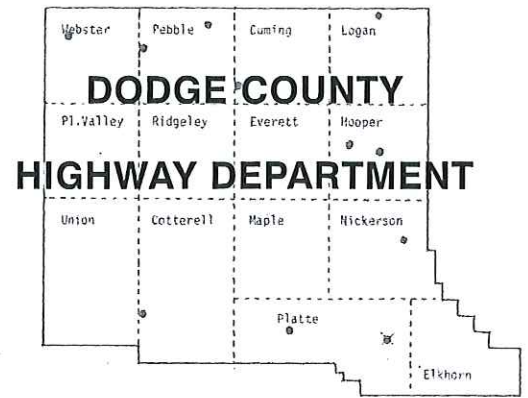 Webster Pebble Cuming Logan
DODGE COUNTY
Pl.Valley Ridgeley Everett Hooper
HIGHWAY DEPARTMENT
Union Cotterell Maple Nickerson
Platte
Elkhorn